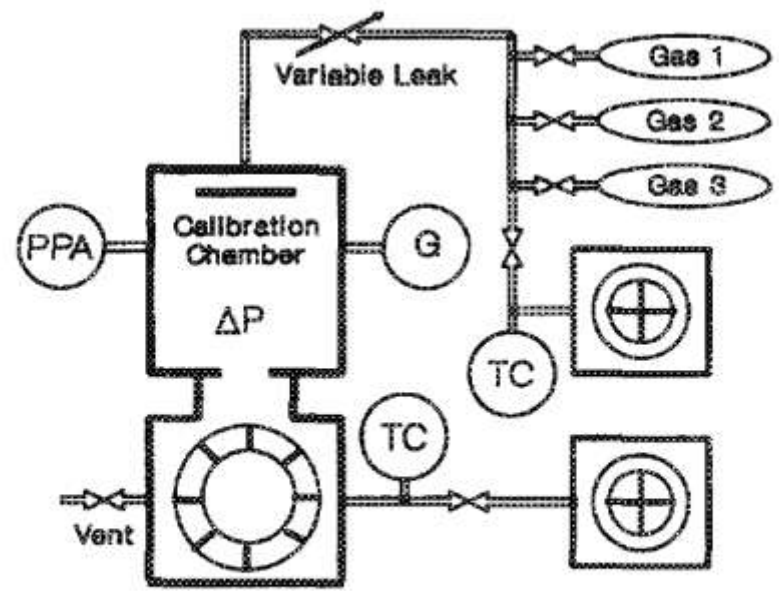 Variable Leak
Gas 1
Gas 2
Gas 3
PPA
Calibration
Chamber
G
ΔP
TC
TC
Vent